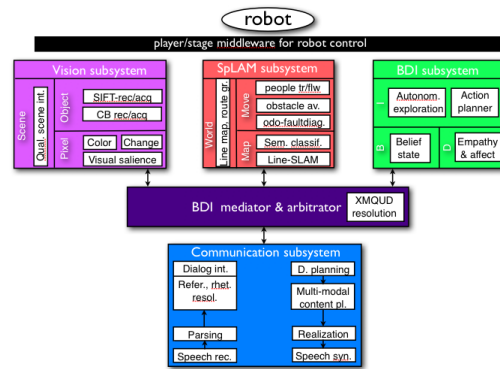 robot
player/stage middleware for robot control
Vision subsystem
Scene
Qual. scene int.
Object
SIFT-rec/acq
CB rec/acq
Pixel
Color
Change
Visual salience
SpLAM subsystem
World
Line map, route gr.
Move
people tr/flw
obstacle av.
odo-faultdiag.
Map
Sem. classif.
Line-SLAM
BDI subsystem
I
Autonom.
exploration
Action
planner
B
Belief
state
D
Empathy
& affect
BDI mediator & arbitrator
XMQUD
resolution
Communication subsystem
Dialog int.
Refer., rhet.
resol.
Parsing
Speech rec.
D. planning
Multi-modal
content pl.
Realization
Speech syn.